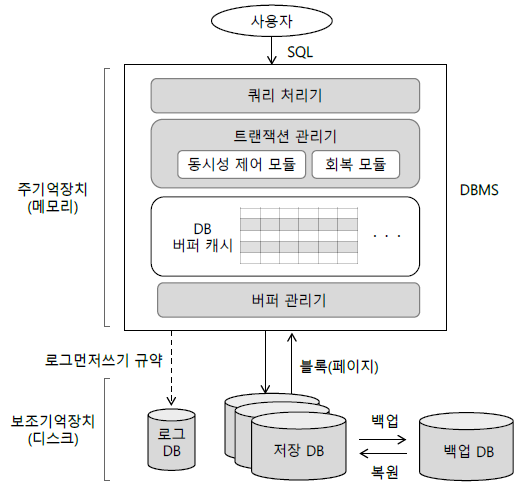 사용자
SQL
쿼리 처리기
트랜잭션 관리기
동시성 제어 모듈
회복 모듈
주기억장치
(메모리)
DBMS
DB
버퍼 캐시
. . .
버퍼 관리기
로그먼저쓰기 규약
블록(페이지)
보조기억장치
(디스크)
로그
DB
저장 DB
백업
복원
백업 DB